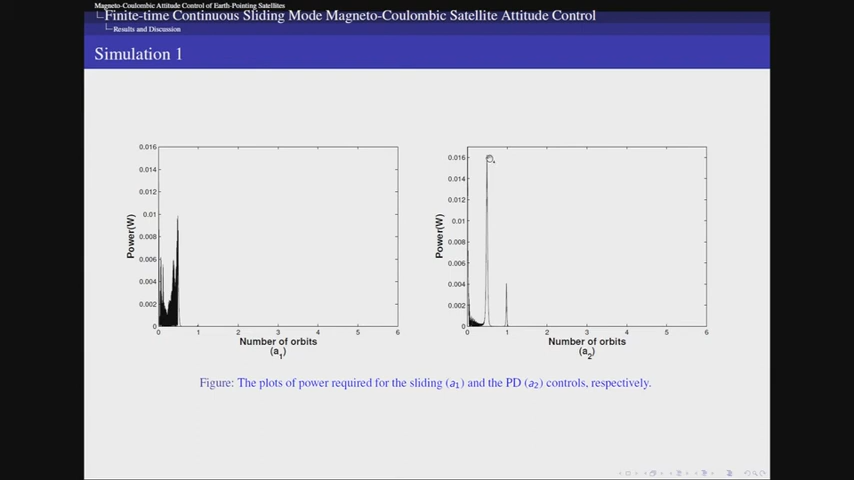 Magneto-Coulombic Attitude Control of Earth-Pointing Satellites
Finite-time Continuous Sliding Mode Magneto-Coulombic Satellite Attitude Control
Results and Discussion
Simulation 1
0.016
0.014
0.012
0.01
0.008
0.006
0.004
0.002
0
Power(W)
0 1 2 3 4 5 6
Number of orbits
(a1)
0.016
0.014
0.012
0.01
0.008
0.006
0.004
0.002
0
Power(W)
0 1 2 3 4 5 6
Number of orbits
(a2)
Figure: The plots of power required for the sliding (a1) and the PD (a2) controls, respectively.